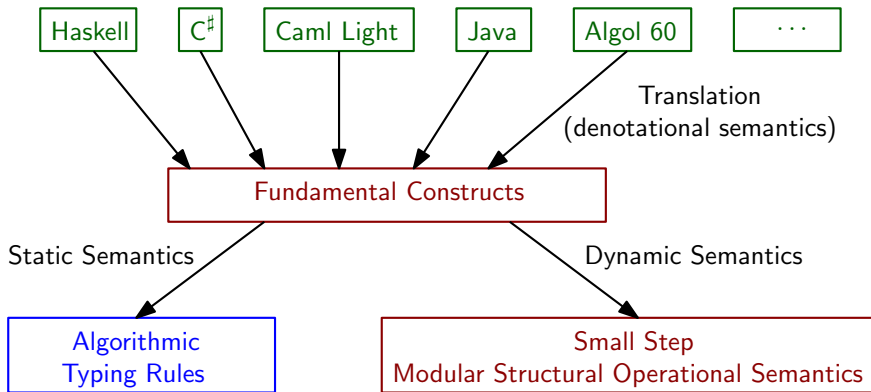 Haskell C♯ Caml Light Java Algol 60 ···
Translation
(denotational semantics)
Fundamental Constructs
Static Semantics Dynamic Semantics
Algorithmic Small Step
Typing Rules Modular Structural Operational Semantics